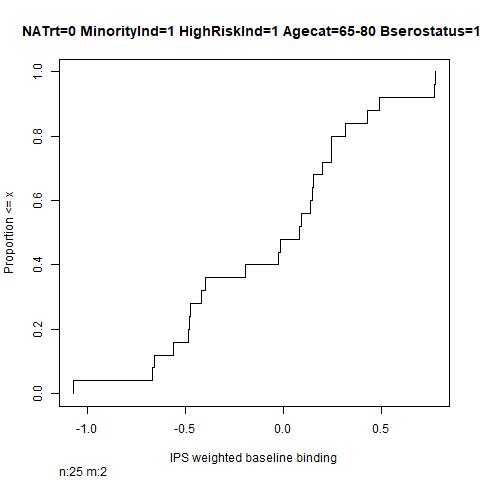 NATrt=0 MinorityInd=1 HighRiskInd=1 Agecat=65-80 Bserostatus=1
1.0
0.8
0.6
0.4
0.2
0.0
Proportion <= x
-1.0 -0.5 0.0 0.5
IPS weighted baseline binding
n:25 m:2